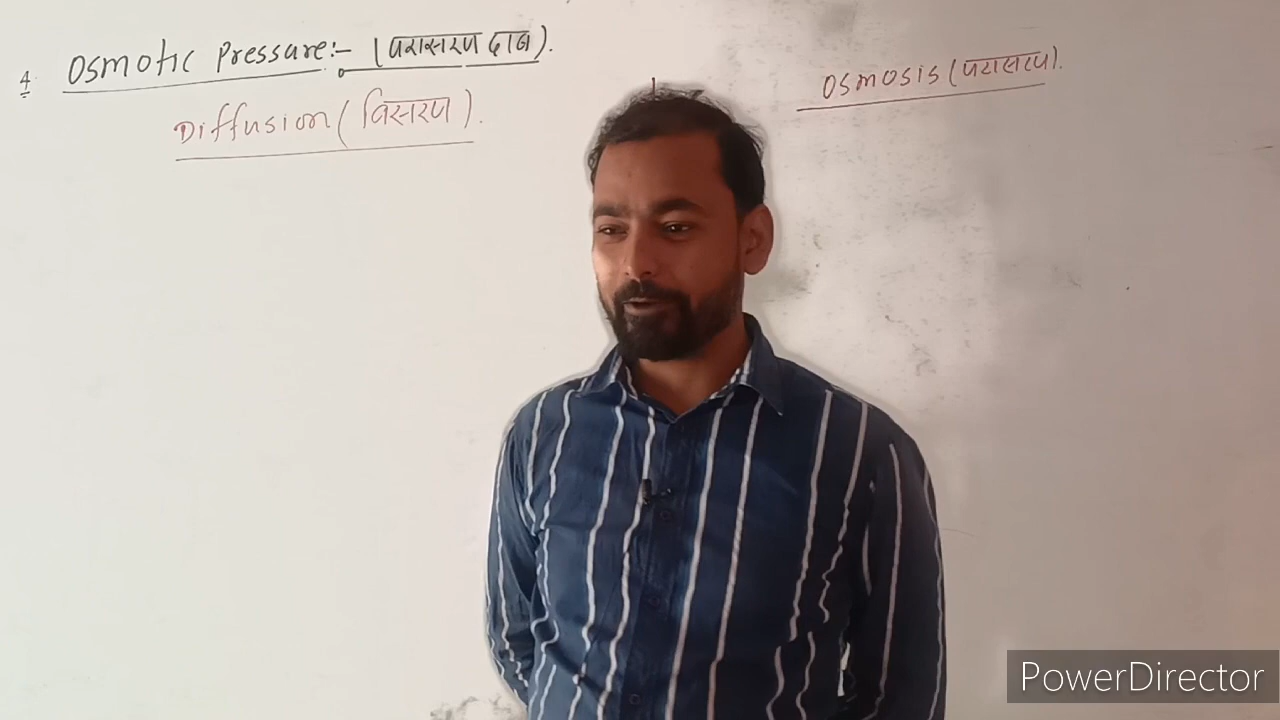 4 Osmotic Pressure:- (परासरण दाब).
Diffusion (विसरण).
Osmosis (परासरण).
PowerDirector